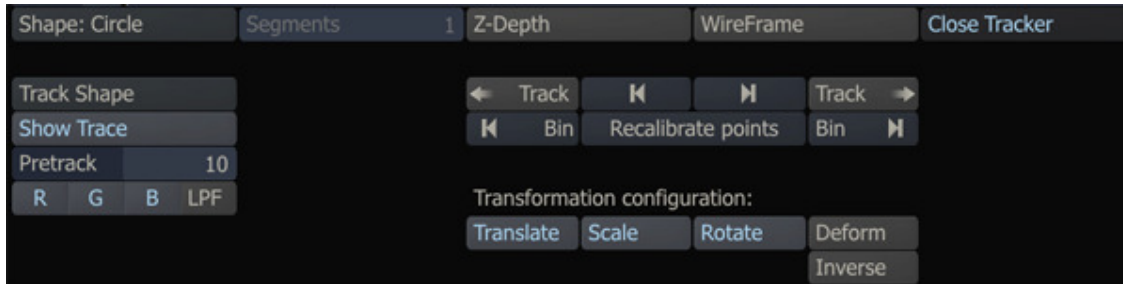 Shape: Circle Segments 1 Z-Depth WireFrame Close Tracker
Track Shape Track Track
Show Trace Bin Recalibrate points Bin
Pretrack 10
R G B LPF Transformation configuration:
Translate Scale Rotate Deform
Inverse